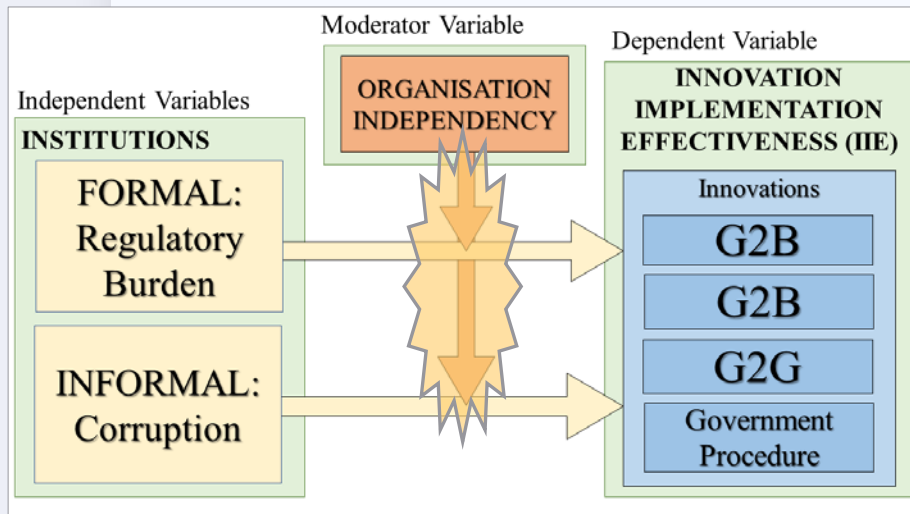 Moderator Variable
ORGANISATION
INDEPENDENCY
Independent Variables
INSTITUTIONS
FORMAL:
Regulatory
Burden
INFORMAL:
Corruption
Dependent Variable
INNOVATION
IMPLEMENTATION
EFFECTIVENESS (IIE)
Innovations
G2B
G2B
G2G
Government
Procedure